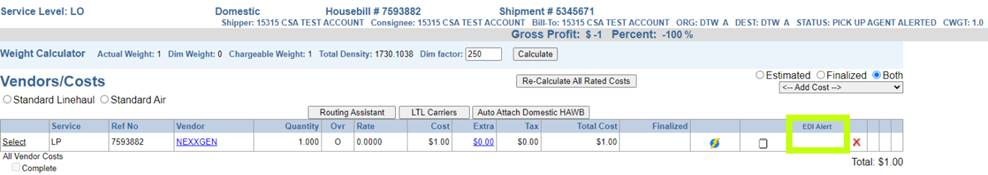 Service Level: LO Domestic Housebill # 7593882 Shipment # 5345671
Shipper: 15315 CSA TEST ACCOUNT Consignee: 15315 CSA TEST ACCOUNT Bill-To: 15315 CSA TEST ACCOUNT ORG: DTW A DEST: DTW A STATUS: PICK UP AGENT ALERTED CWGT: 1.0
Gross Profit: $ -1 Percent: -100 %
Weight Calculator Actual Weight: 1 Dim Weight: 0 Chargeable Weight: 1 Total Density: 1730.1038 Dim factor: 250 Calculate
Vendors/Costs Re-Calculate All Rated Costs Estimated Finalized Both
<-- Add Cost -->
Standard Linehaul Standard Air
Routing Assistant LTL Carriers Auto Attach Domestic HAWB
Service Ref No Vendor Quantity Ovr Rate Cost Extra Tax Total Cost Finalized EDI Alert
Select LP 7593882 NEXXGEN 1.000 O 0.0000 $1.00 $0.00 $0.00 $1.00 X
All Vendor Costs Total: $1.00
Complete